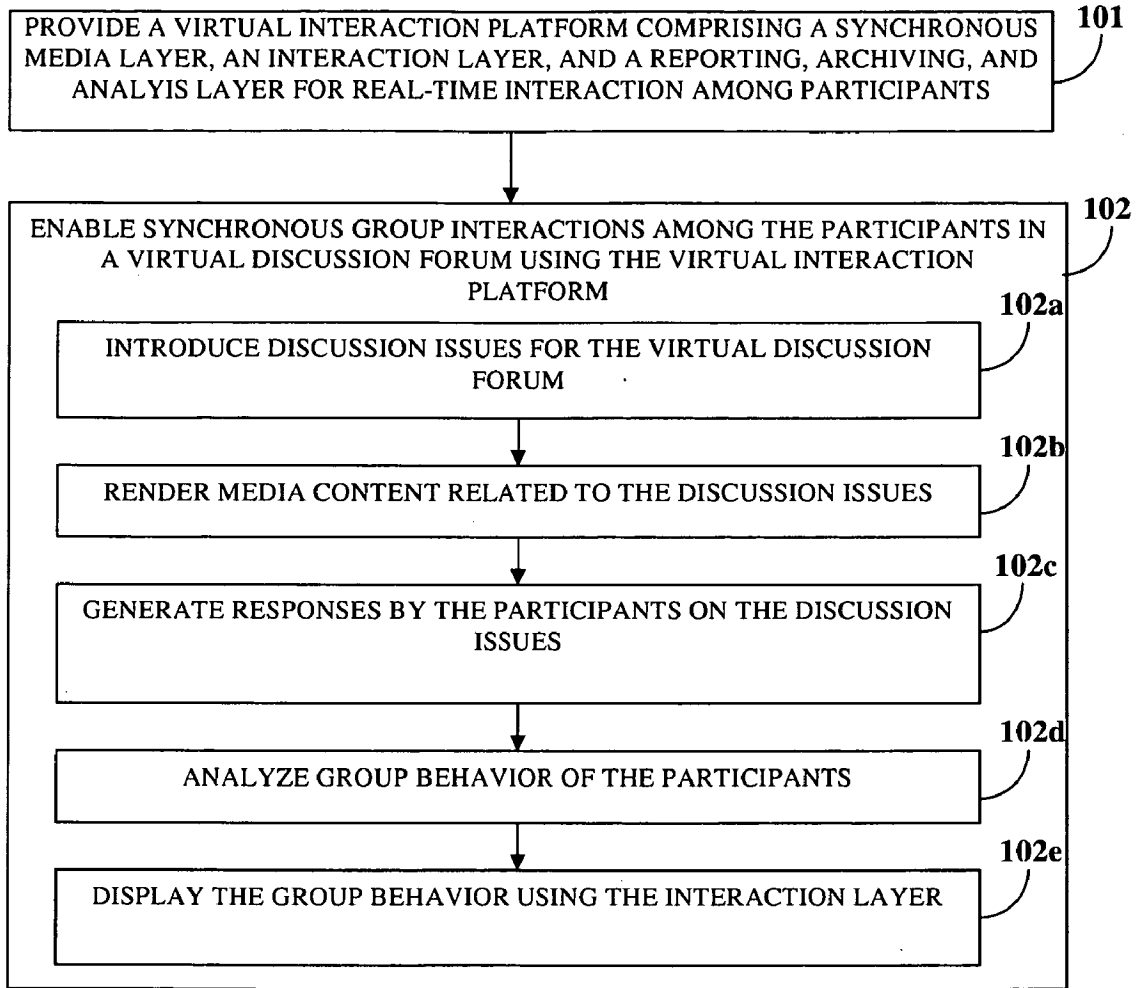 PROVIDE A VIRTUAL INTERACTION PLATFORM COMPRISING A SYNCHRONOUS
MEDIA LAYER, AN INTERACTION LAYER, AND A REPORTING, ARCHIVING, AND
ANALYIS LAYER FOR REAL-TIME INTERACTION AMONG PARTICIPANTS
101
ENABLE SYNCHRONOUS GROUP INTERACTIONS AMONG THE PARTICIPANTS IN
A VIRTUAL DISCUSSION FORUM USING THE VIRTUAL INTERACTION
PLATFORM
102
INTRODUCE DISCUSSION ISSUES FOR THE VIRTUAL DISCUSSION
FORUM
102a
RENDER MEDIA CONTENT RELATED TO THE DISCUSSION ISSUES
102b
GENERATE RESPONSES BY THE PARTICIPANTS ON THE DISCUSSION
ISSUES
102c
ANALYZE GROUP BEHAVIOR OF THE PARTICIPANTS
102d
DISPLAY THE GROUP BEHAVIOR USING THE INTERACTION LAYER
102e